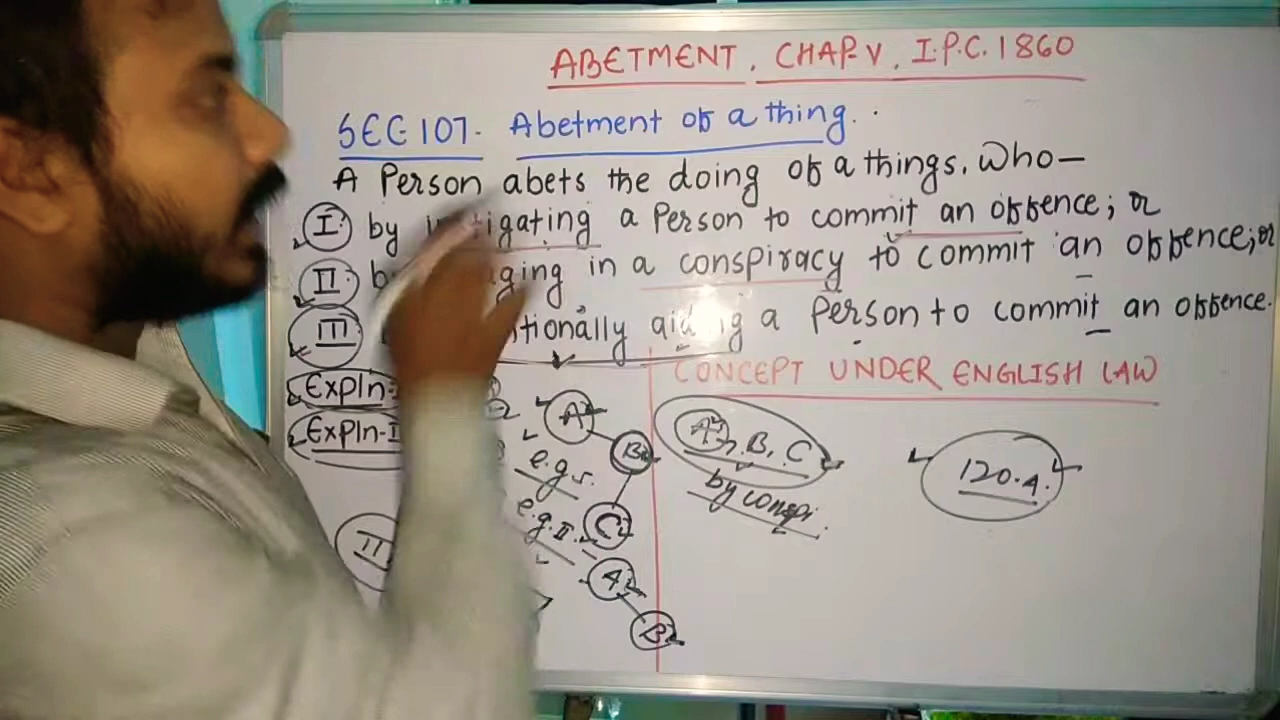 ABETMENT. CHAP-V, I.P.C. 1860
SEC-107. Abetment of a thing.
A Person abets the doing of a things. Who—
I. by a Person to commit an offence; or
II. in a conspiracy to commit an offence; or
III. aiding a Person to commit an offence.
CONCEPT UNDER ENGLISH LAW
Expln-I
Expln-II
A
B
e.g.
C
e.g. II
A
B
II
A, B, C
by conspi.
120.A.